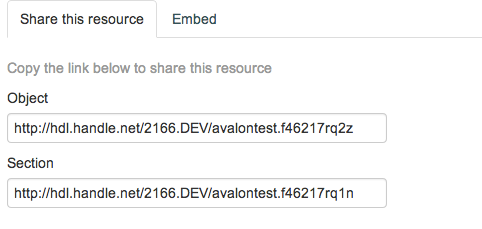 Share this resource
Embed
Copy the link below to share this resource
Object
http://hdl.handle.net/2166.DEV/avalontest.f46217rq2z
Section
http://hdl.handle.net/2166.DEV/avalontest.f46217rq1n